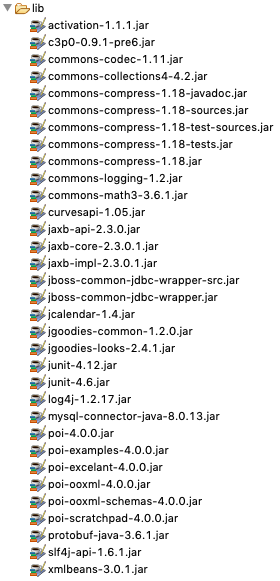 lib
activation-1.1.1.jar
c3p0-0.9.1-pre6.jar
commons-codec-1.11.jar
commons-collections4-4.2.jar
commons-compress-1.18-javadoc.jar
commons-compress-1.18-sources.jar
commons-compress-1.18-test-sources.jar
commons-compress-1.18-tests.jar
commons-compress-1.18.jar
commons-logging-1.2.jar
commons-math3-3.6.1.jar
curvesapi-1.05.jar
jaxb-api-2.3.0.jar
jaxb-core-2.3.0.1.jar
jaxb-impl-2.3.0.1.jar
jboss-common-jdbc-wrapper-src.jar
jboss-common-jdbc-wrapper.jar
jcalendar-1.4.jar
jgoodies-common-1.2.0.jar
jgoodies-looks-2.4.1.jar
junit-4.12.jar
junit-4.6.jar
log4j-1.2.17.jar
mysql-connector-java-8.0.13.jar
poi-4.0.0.jar
poi-examples-4.0.0.jar
poi-excelant-4.0.0.jar
poi-ooxml-4.0.0.jar
poi-ooxml-schemas-4.0.0.jar
poi-scratchpad-4.0.0.jar
protobuf-java-3.6.1.jar
slf4j-api-1.6.1.jar
xmlbeans-3.0.1.jar